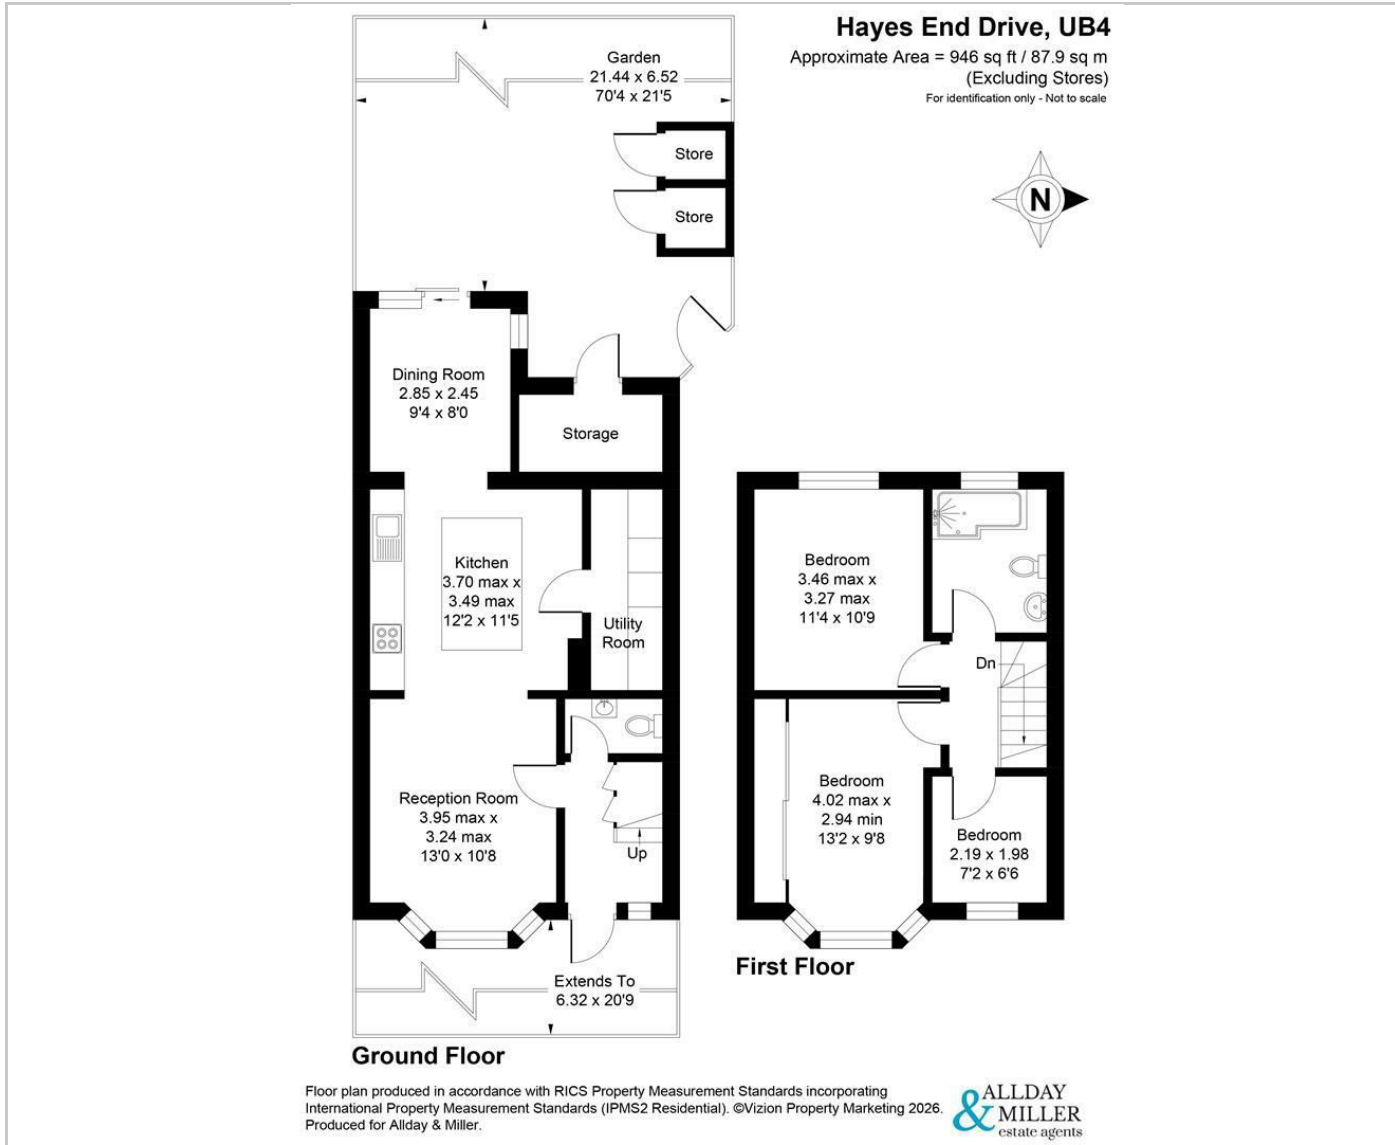 Hayes End Drive, UB4
Approximate Area = 946 sq ft / 87.9 sq m
(Excluding Stores)
For identification only - Not to scale
N
Garden
21.44 x 6.52
70'4 x 21'5
Store
Store
Dining Room
2.85 x 2.45
9'4 x 8'0
Storage
Kitchen
3.70 max x
3.49 max
12'2 x 11'5
Utility
Room
Reception Room
3.95 max x
3.24 max
13'0 x 10'8
Up
Extends To
6.32 x 20'9
Ground Floor
Bedroom
3.46 max x
3.27 max
11'4 x 10'9
Dn
Bedroom
4.02 max x
2.94 min
13'2 x 9'8
Bedroom
2.19 x 1.98
7'2 x 6'6
First Floor
Floor plan produced in accordance with RICS Property Measurement Standards incorporating
International Property Measurement Standards (IPMS2 Residential). ©Vizion Property Marketing 2026.
Produced for Allday & Miller.
ALLDAY
& MILLER
estate agents